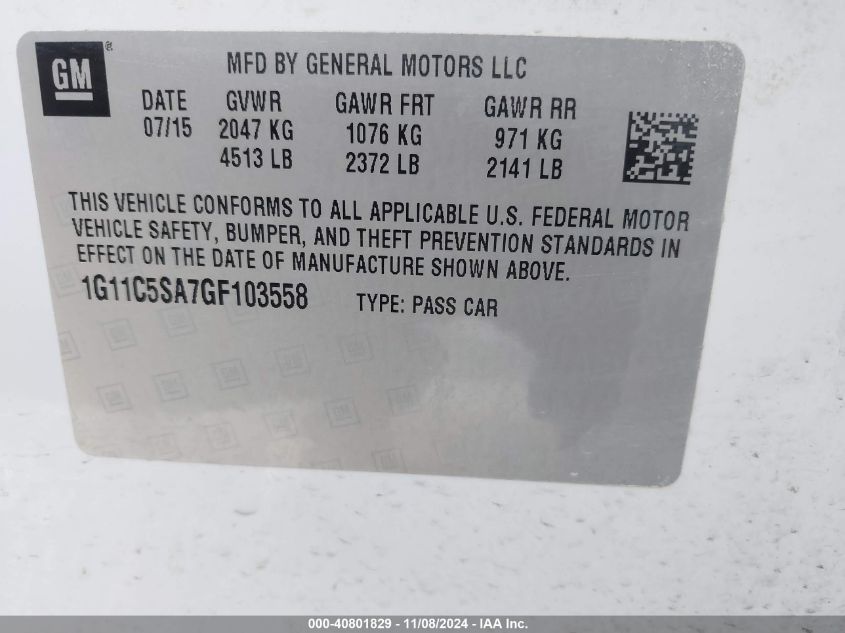 GM ®
MFD BY GENERAL MOTORS LLC
DATE GVWR GAWR FRT GAWR RR
07/15 2047 KG 1076 KG 971 KG
4513 LB 2372 LB 2141 LB
THIS VEHICLE CONFORMS TO ALL APPLICABLE U.S. FEDERAL MOTOR
VEHICLE SAFETY, BUMPER, AND THEFT PREVENTION STANDARDS IN
EFFECT ON THE DATE OF MANUFACTURE SHOWN ABOVE.
1G11C5SA7GF103558 TYPE: PASS CAR
000-40801829 - 11/08/2024 - IAA Inc.